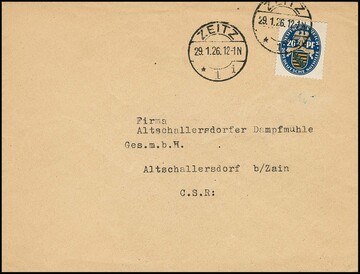 ZEITZ
29.1.26.12-1N
* 1 i
ZEITZ
29.1.26.12-1N
20 PF
Firma
Altschallersdorfer Dampfmühle
Ges.m.b.H.
Altschallersdorf b/Zain
C.S.R: